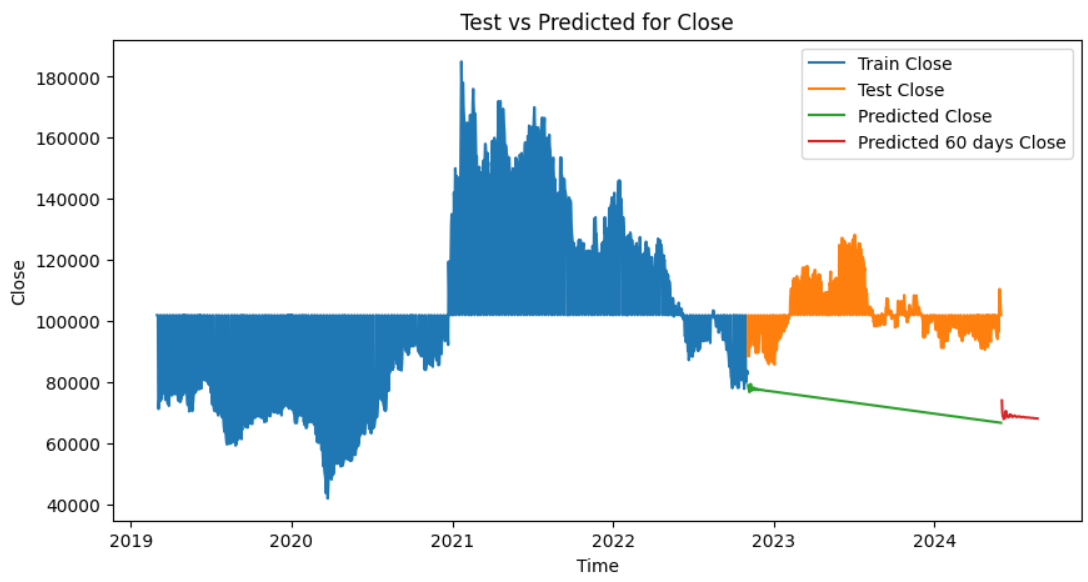 Test vs Predicted for Close
Train Close
Test Close
Predicted Close
Predicted 60 days Close
180000
160000
140000
120000
100000
80000
60000
40000
Close
2019 2020 2021 2022 2023 2024
Time